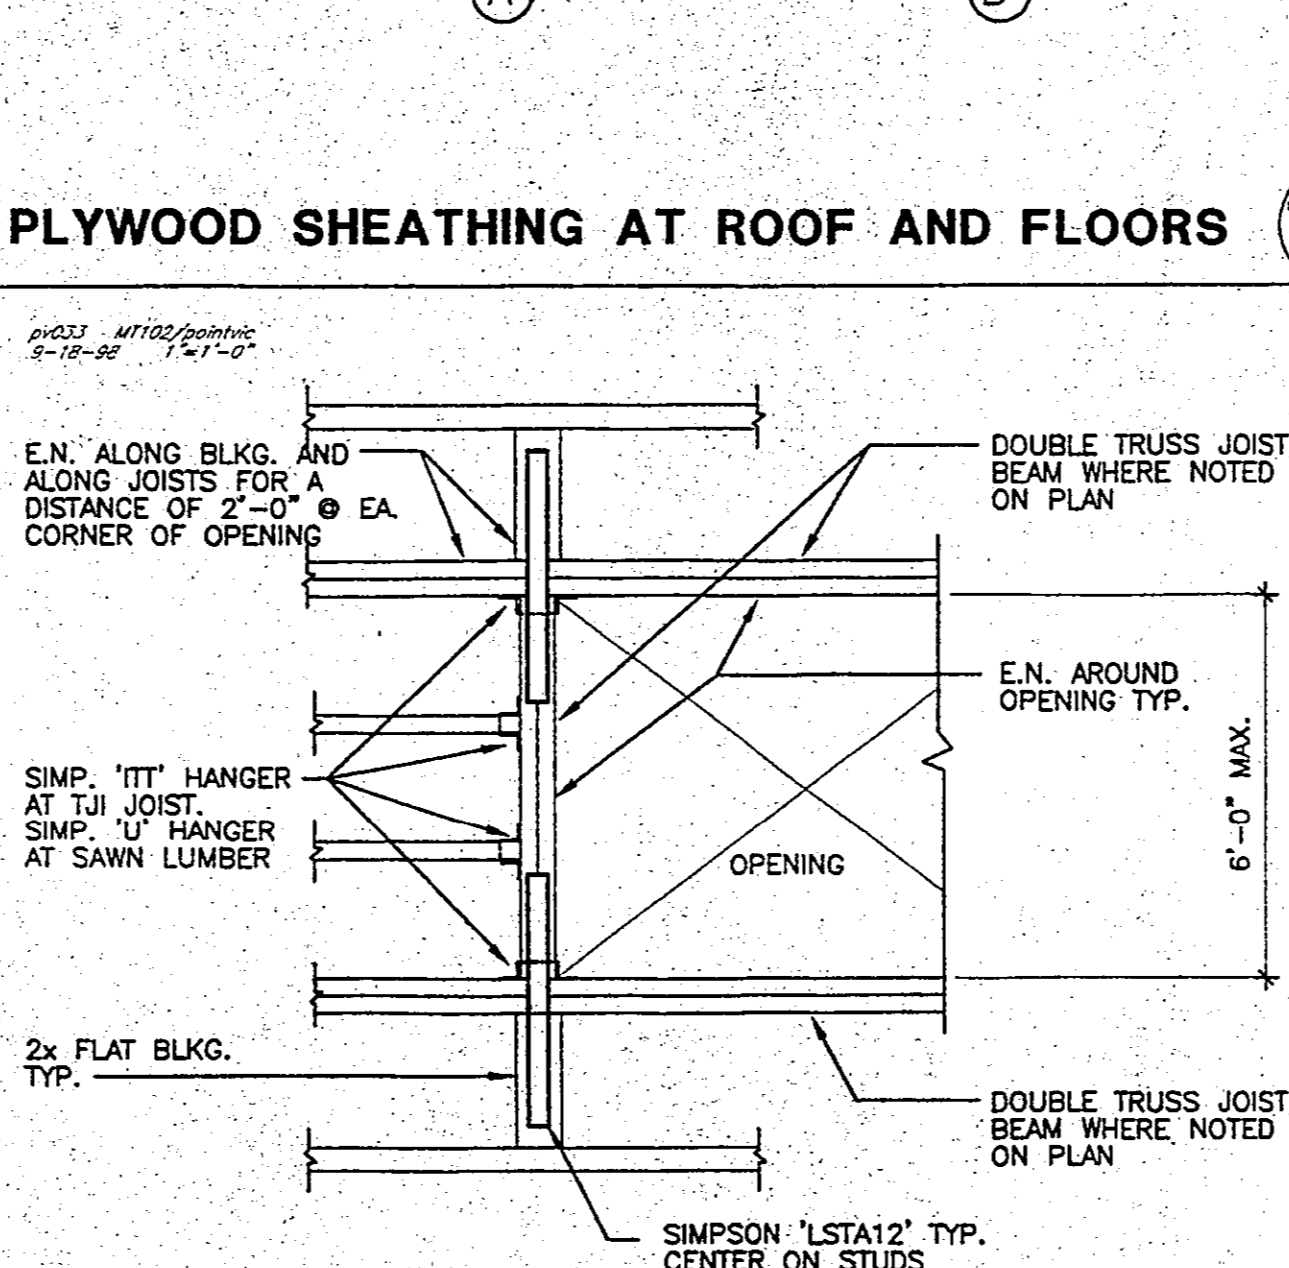 PLYWOOD SHEATHING AT ROOF AND FLOORS
pv033 MT102/pointvic
9-18-98 1"=1'-0"
E.N. ALONG BLKG. AND
ALONG JOISTS FOR A
DISTANCE OF 2'-0" @ EA.
CORNER OF OPENING
DOUBLE TRUSS JOIST
BEAM WHERE NOTED
ON PLAN
E.N. AROUND
OPENING TYP.
SIMP. 'ITT' HANGER
AT TJI JOIST.
SIMP. 'U' HANGER
AT SAWN LUMBER
OPENING
6'-0" MAX.
2x FLAT BLKG.
TYP.
DOUBLE TRUSS JOIST
BEAM WHERE NOTED
ON PLAN
SIMPSON 'LSTA12' TYP.
CENTER ON STUDS